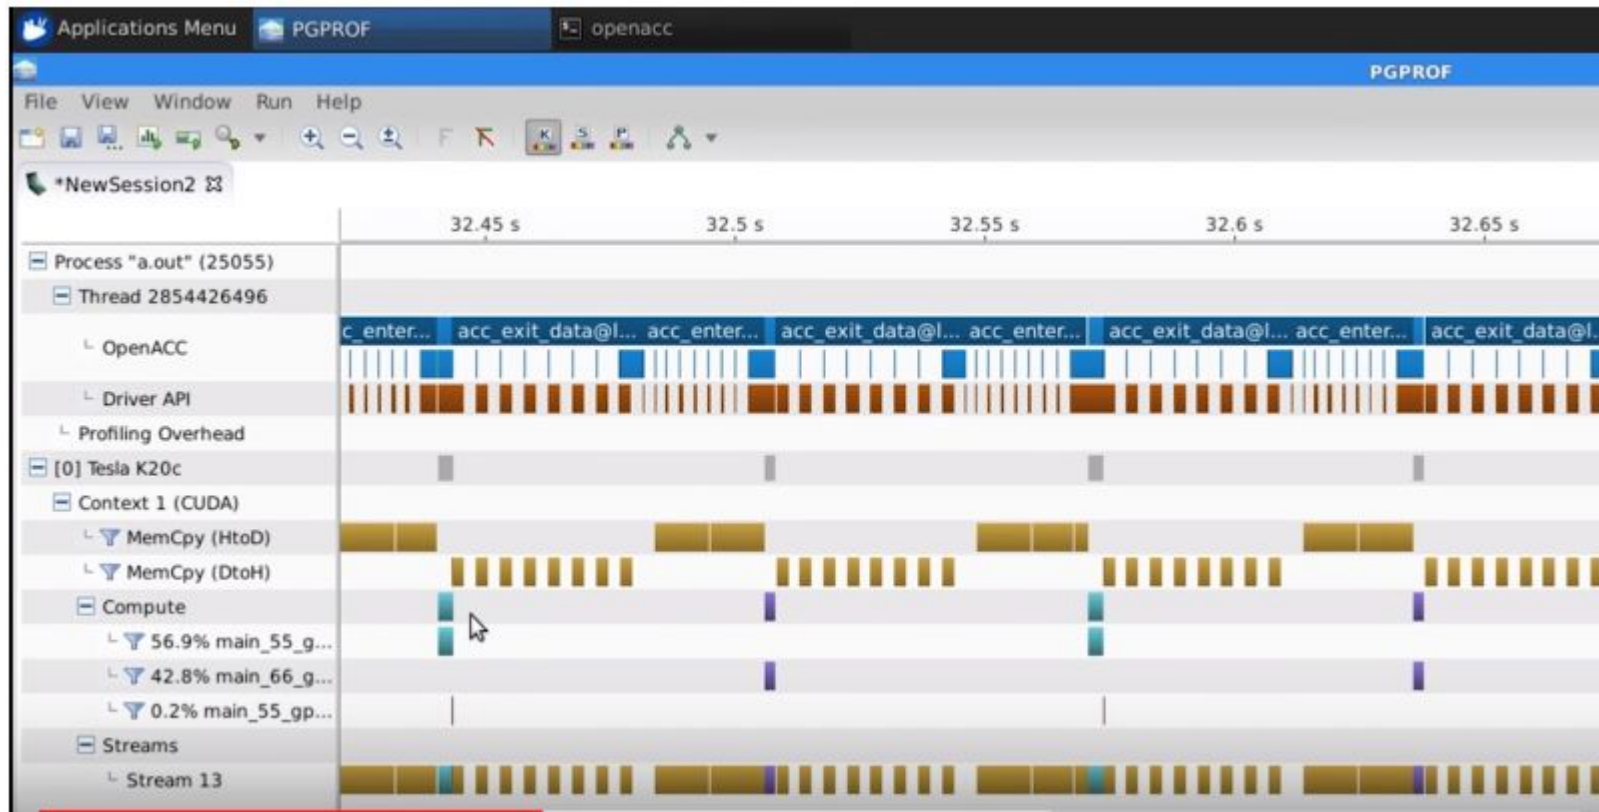 Applications Menu PGPROF openacc
PGPROF
File View Window Run Help
F K S P
*NewSession2
32.45 s 32.5 s 32.55 s 32.6 s 32.65 s
Process "a.out" (25055)
Thread 2854426496
OpenACC c_enter... acc_exit_data@l... acc_enter... acc_exit_data@l... acc_enter... acc_exit_data@l... acc_enter... acc_exit_data@l.
Driver API
Profiling Overhead
[0] Tesla K20c
Context 1 (CUDA)
MemCpy (HtoD)
MemCpy (DtoH)
Compute
56.9% main_55_g...
42.8% main_66_g...
0.2% main_55_gp...
Streams
Stream 13